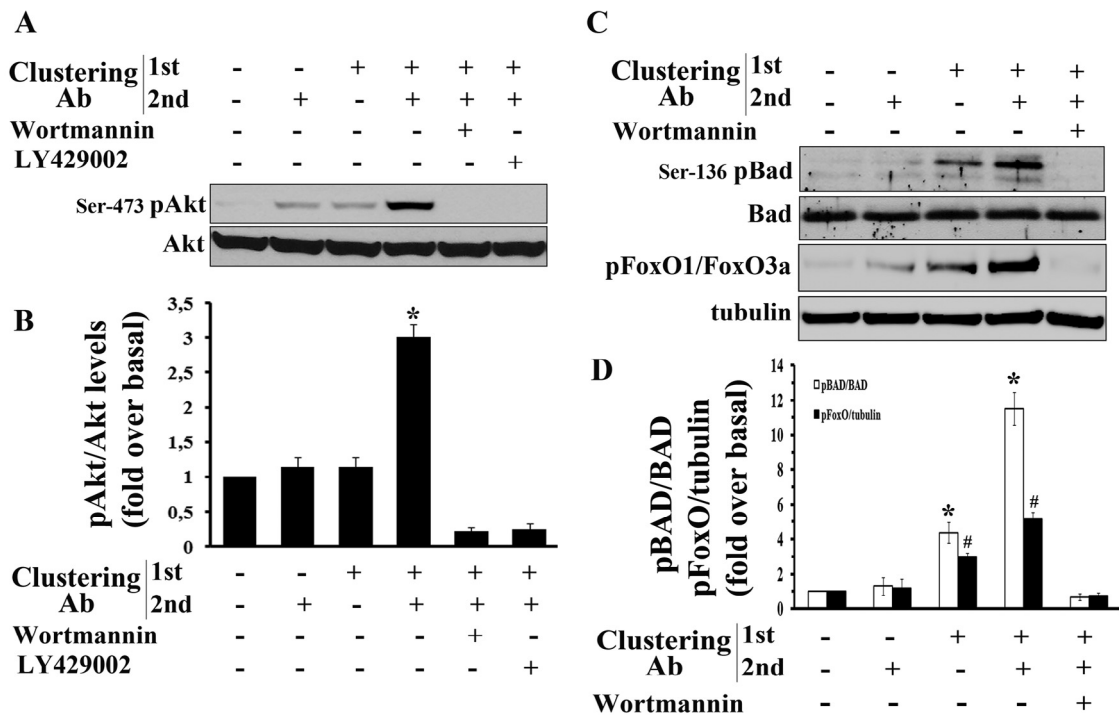 A
Clustering 1st - - + + + +
Ab 2nd - + - + + +
Wortmannin - - - - + -
LY429002 - - - - - +
Ser-473 pAkt
Akt
B
pAkt/Akt levels
(fold over basal)
3,5
3
2,5
2
1,5
1
0,5
0
*
Clustering 1st - - + + + +
Ab 2nd - + - + + +
Wortmannin - - - - + -
LY429002 - - - - - +
C
Clustering 1st - - + + +
Ab 2nd - + - + +
Wortmannin - - - - +
Ser-136 pBad
Bad
pFoxO1/FoxO3a
tubulin
D
pBAD/BAD
pFoxO/tubulin
(fold over basal)
14
12
10
8
6
4
2
1
0
pBAD/BAD
pFoxO/tubulin
* # * #
Clustering 1st - - + + +
Ab 2nd - + - + +
Wortmannin - - - - +